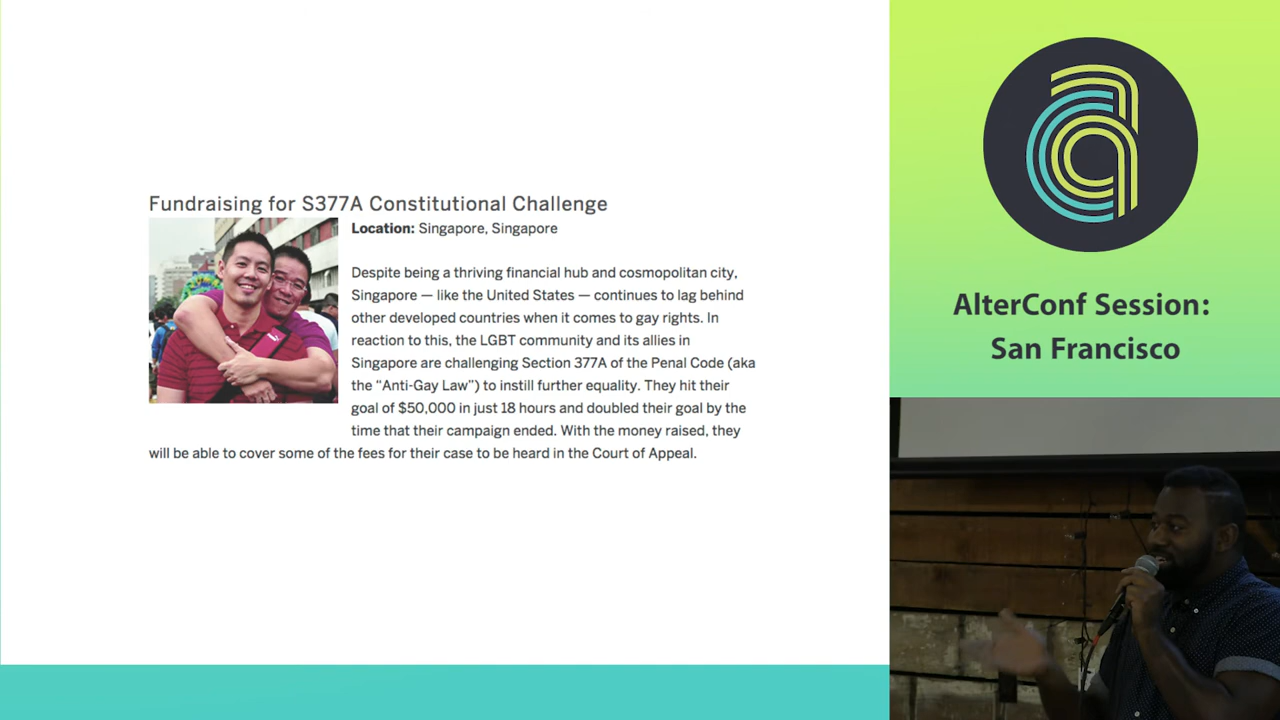 Fundraising for S377A Constitutional Challenge
Location: Singapore, Singapore
Despite being a thriving financial hub and cosmopolitan city,
Singapore — like the United States — continues to lag behind
other developed countries when it comes to gay rights. In
reaction to this, the LGBT community and its allies in
Singapore are challenging Section 377A of the Penal Code (aka
the “Anti-Gay Law”) to instill further equality. They hit their
goal of $50,000 in just 18 hours and doubled their goal by the
time that their campaign ended. With the money raised, they
will be able to cover some of the fees for their case to be heard in the Court of Appeal.
AlterConf Session:
San Francisco